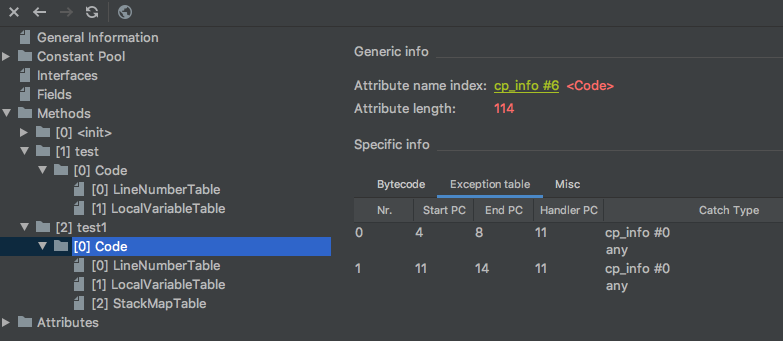 General Information
Constant Pool
Interfaces
Fields
Methods
[0] <init>
[1] test
[0] Code
[0] LineNumberTable
[1] LocalVariableTable
[2] test1
[0] Code
[0] LineNumberTable
[1] LocalVariableTable
[2] StackMapTable
Attributes
Generic info
Attribute name index: cp_info #6 <Code>
Attribute length: 114
Specific info
Bytecode Exception table Misc
Nr. Start PC End PC Handler PC Catch Type
0 4 8 11 cp_info #0
any
1 11 14 11 cp_info #0
any